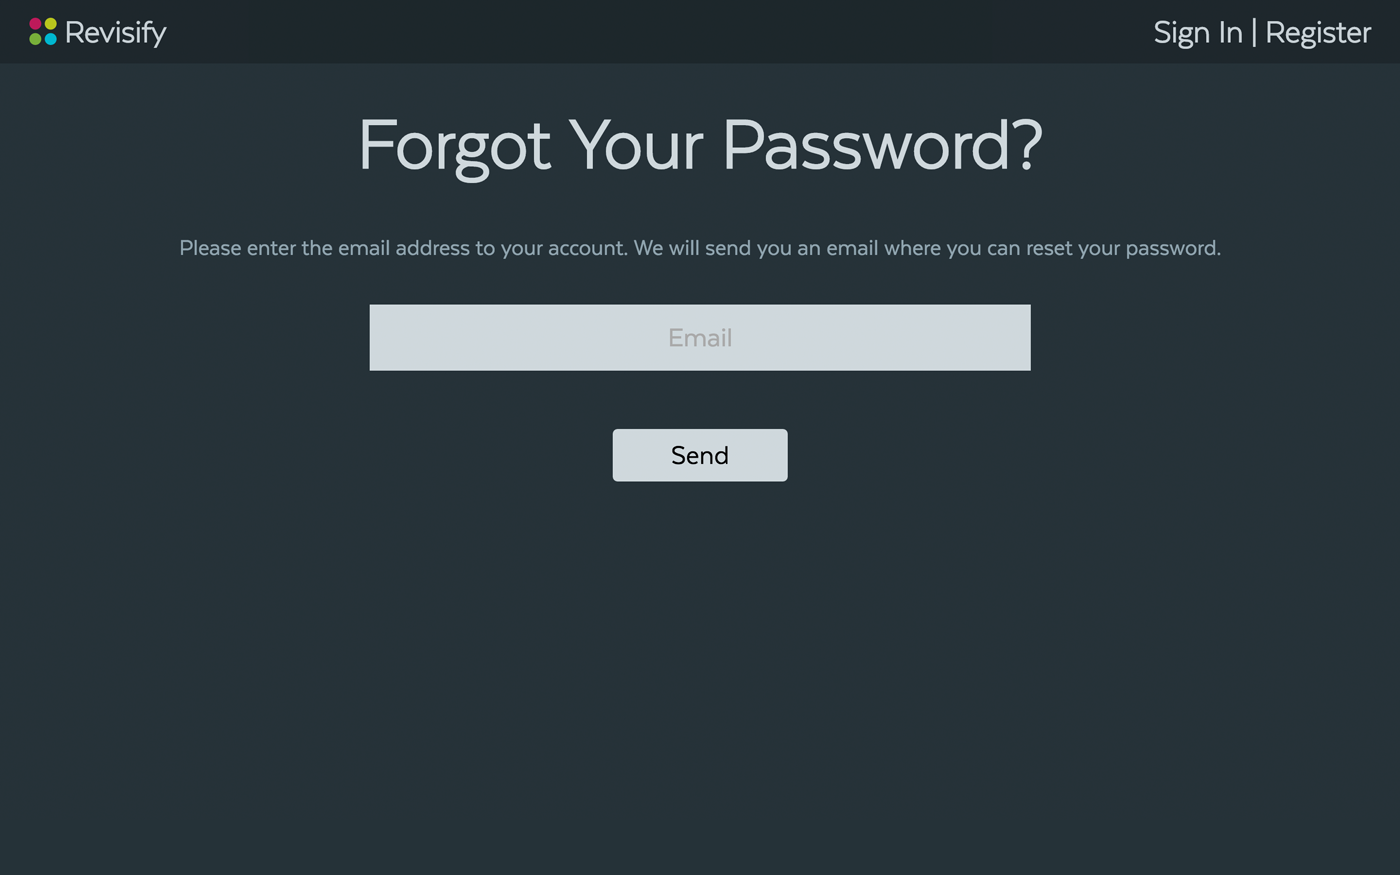 Revisify
Sign In | Register
Forgot Your Password?
Please enter the email address to your account. We will send you an email where you can reset your password.
Email
Send